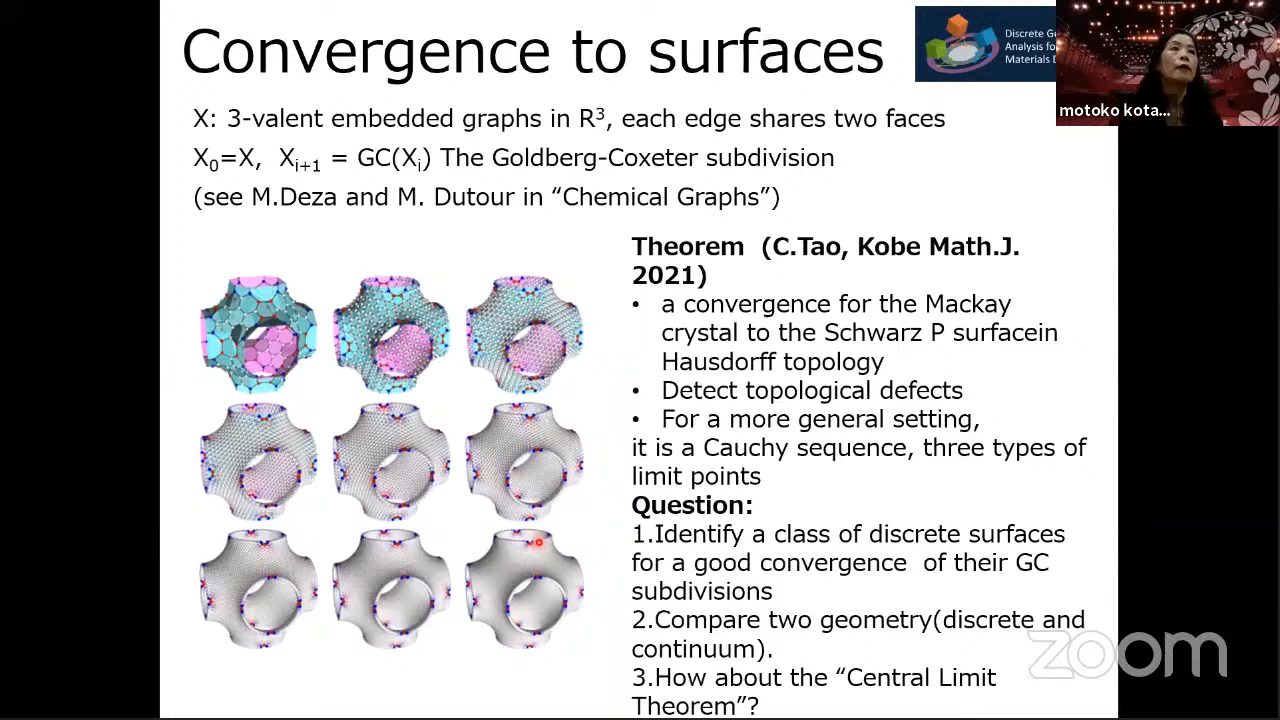 Convergence to surfaces
Discrete Geo
Analysis for
Materials D
motoko kota...
X: 3-valent embedded graphs in R³, each edge shares two faces
X₀=X, Xᵢ₊₁ = GC(Xᵢ) The Goldberg-Coxeter subdivision
(see M.Deza and M. Dutour in “Chemical Graphs”)
Theorem (C.Tao, Kobe Math.J.
2021)
• a convergence for the Mackay
crystal to the Schwarz P surfacein
Hausdorff topology
• Detect topological defects
• For a more general setting,
it is a Cauchy sequence, three types of
limit points
Question:
1.Identify a class of discrete surfaces
for a good convergence of their GC
subdivisions
2.Compare two geometry(discrete and
continuum).
3.How about the “Central Limit
Theorem”?
zoom